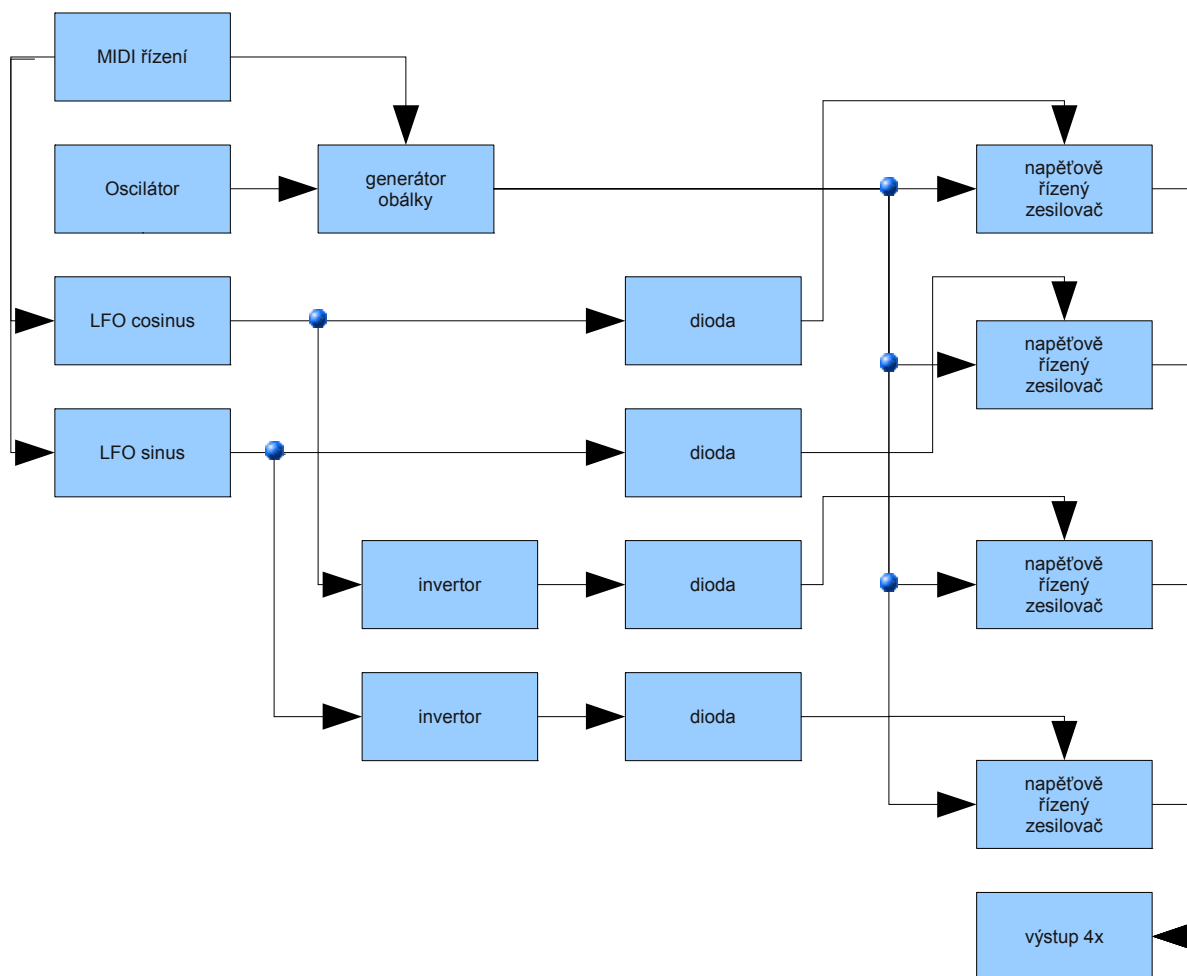 MIDI řízení
Oscilátor
generátor
obálky
napěťově
řízený
zesilovač
LFO cosinus
dioda
napěťově
řízený
zesilovač
LFO sinus
dioda
invertor
dioda
napěťově
řízený
zesilovač
invertor
dioda
napěťově
řízený
zesilovač
výstup 4x